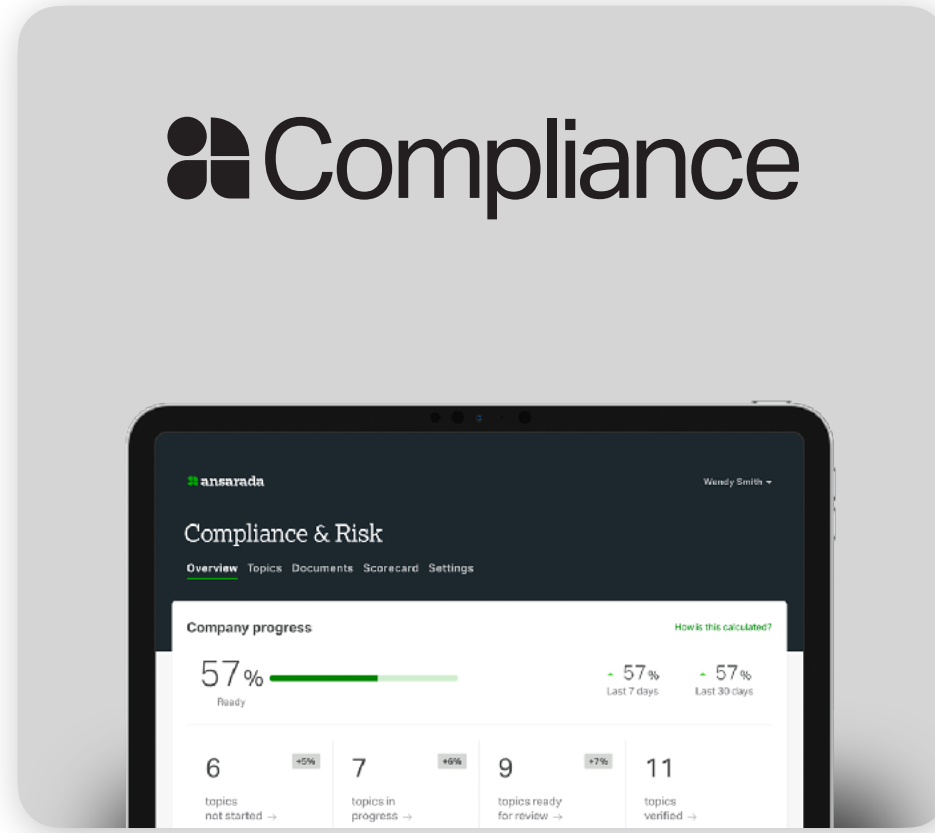 Compliance
ansarada
Wendy Smith
Compliance & Risk
Overview Topics Documents Scorecard Settings
Company progress
How is this calculated?
57%
Ready
57%
Last 7 days
57%
Last 30 days
6
+5%
topics
not started →
7
+6%
topics in
progress →
9
+7%
topics ready
for review →
11
topics
verified →